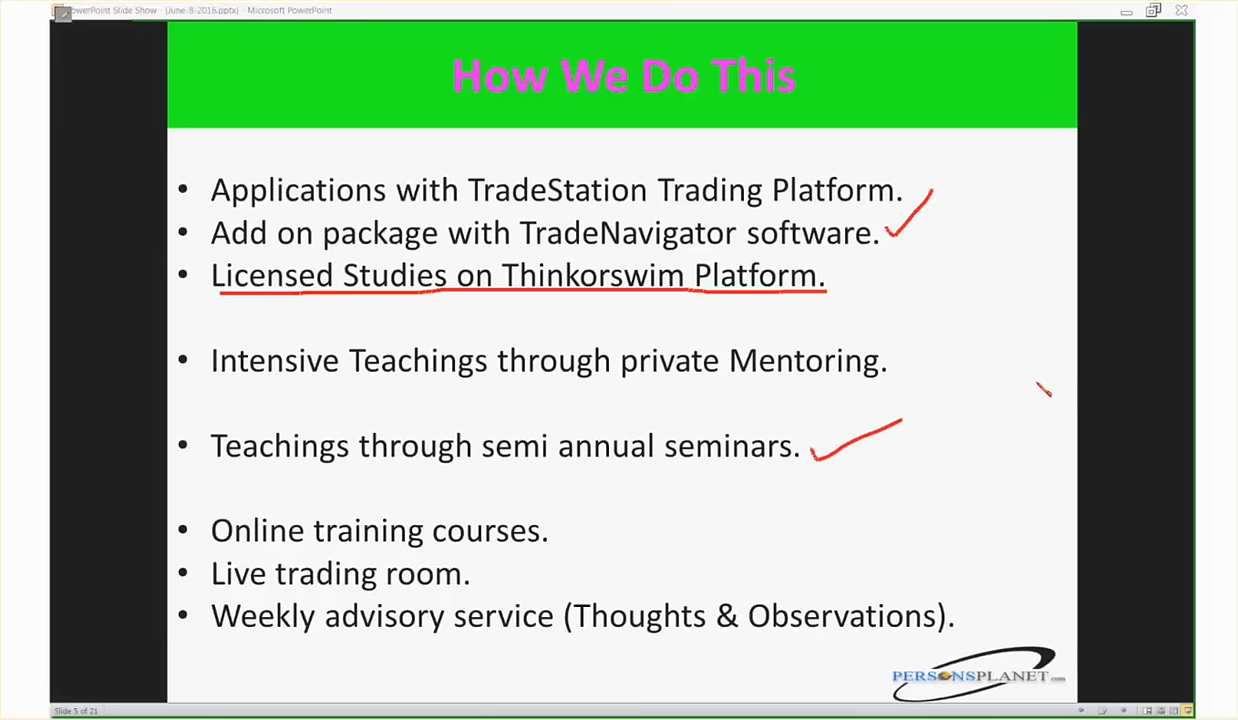 PowerPoint Slide Show - [June-8-2016.pptx] - Microsoft PowerPoint
How We Do This
• Applications with TradeStation Trading Platform.
• Add on package with TradeNavigator software.
• Licensed Studies on Thinkorswim Platform.
• Intensive Teachings through private Mentoring.
• Teachings through semi annual seminars.
• Online training courses.
• Live trading room.
• Weekly advisory service (Thoughts & Observations).
PERSONSPLANET.com
Slide 5 of 21